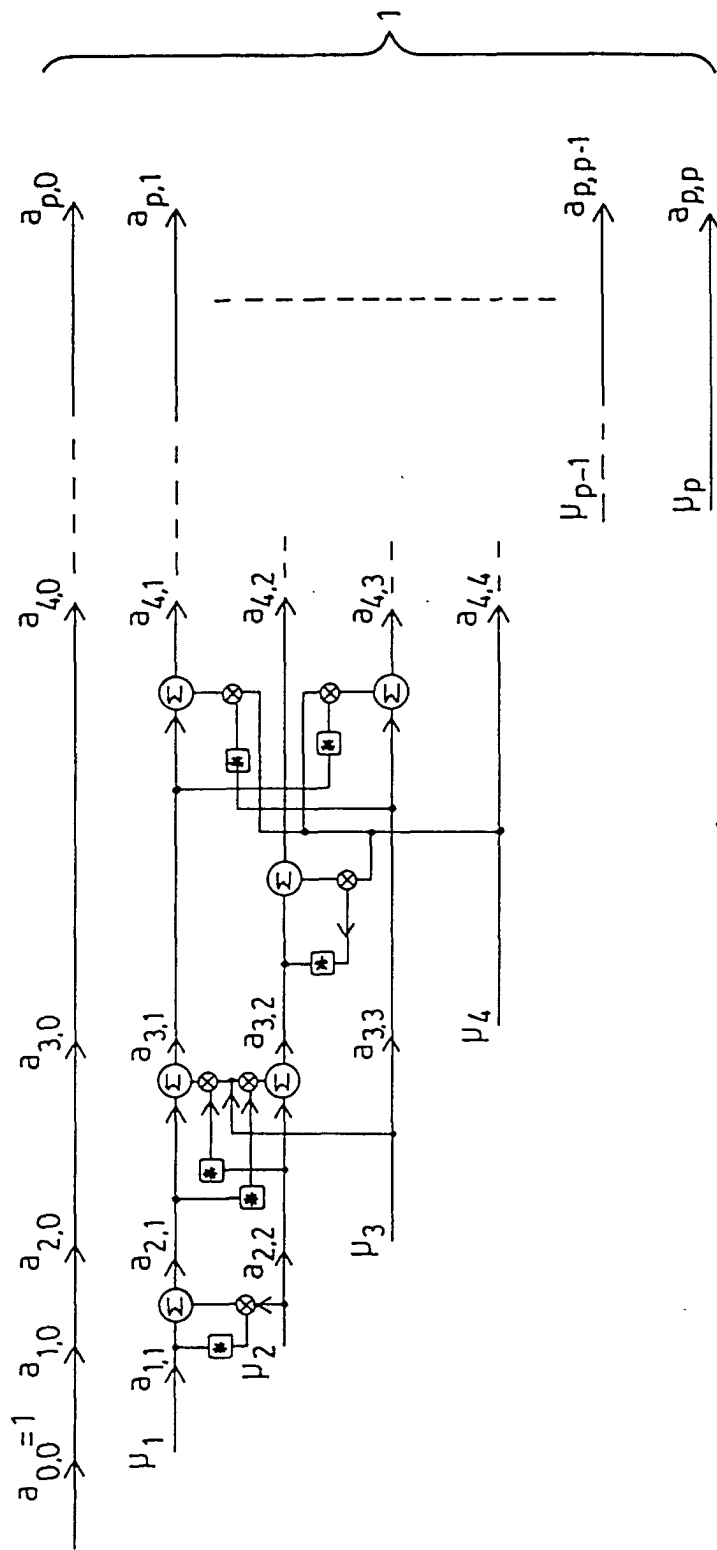 a0,0=1 a1,0 a2,0 a3,0 a4,0 ap,0
μ1 a1,1 Σ a2,1 Σ a3,1 Σ a4,1 ap,1
* ⊗ * * ⊗ ⊗ * ⊗
μ2 a2,2 Σ a3,2 Σ a4,2
* ⊗ * ⊗
μ3 a3,3 Σ a4,3
μ4 a4,4
μp-1 ap,p-1
μp ap,p
1